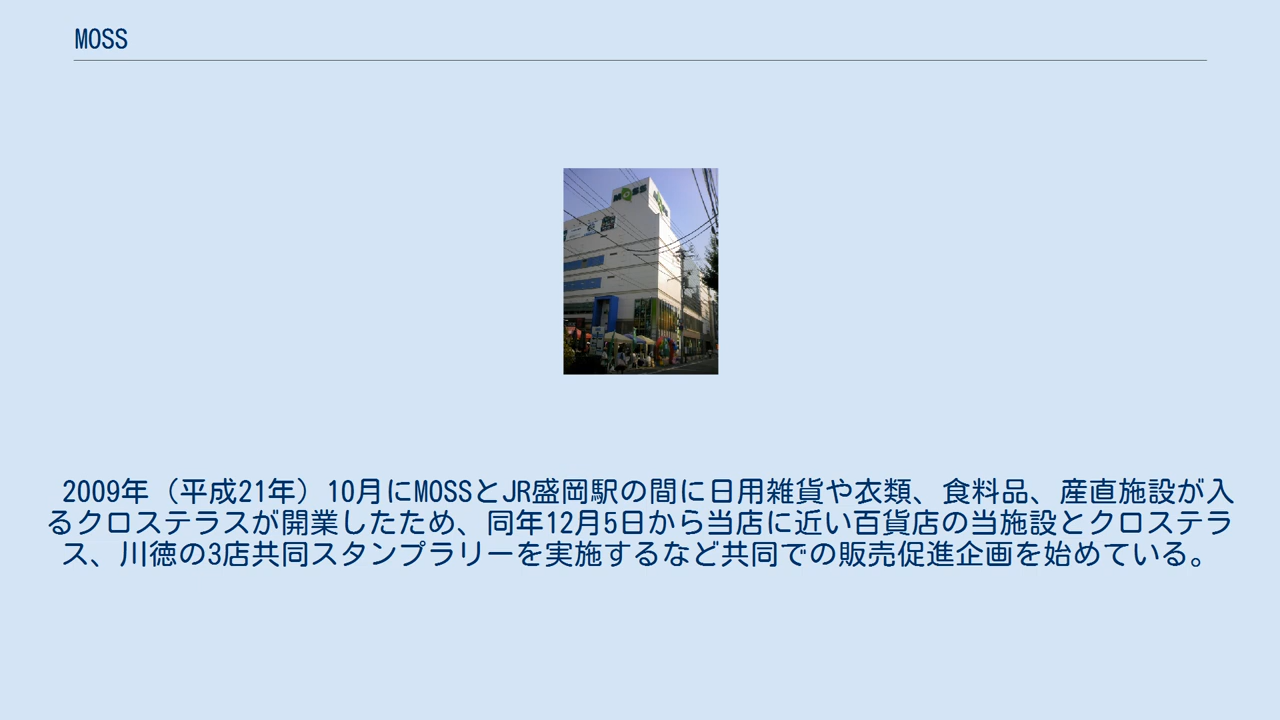 MOSS
MOSS
2009年（平成21年）10月にMOSSとJR盛岡駅の間に日用雑貨や衣類、食料品、産直施設が入
るクロステラスが開業したため、同年12月5日から当店に近い百貨店の当施設とクロステラ
ス、川徳の3店共同スタンプラリーを実施するなど共同での販売促進企画を始めている。